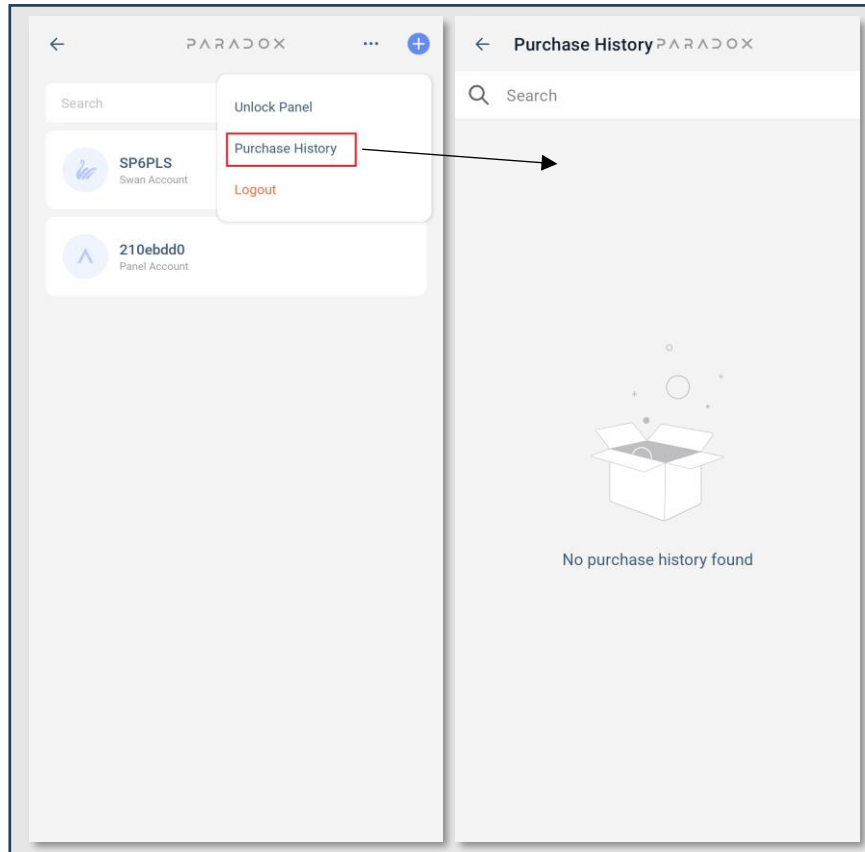 PARADOX
Search
Unlock Panel
Purchase History
Logout
SP6PLS
Swan Account
210ebdd0
Panel Account
Purchase History PARADOX
Search
No purchase history found